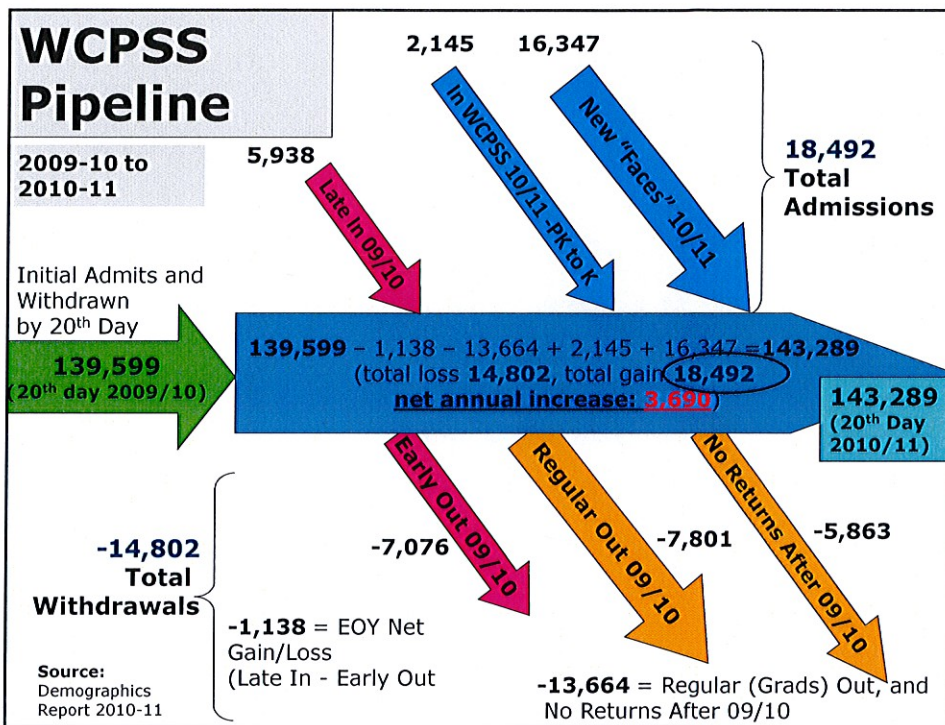 WCPSS
Pipeline
2009-10 to
2010-11
2,145
16,347
5,938
Late In 09/10
In WCPSS 10/11 -PK to K
New "Faces" 10/11
18,492
Total
Admissions
Initial Admits and
Withdrawn
by 20th Day
139,599
(20th day 2009/10)
139,599 – 1,138 – 13,664 + 2,145 + 16,347 =143,289
(total loss 14,802, total gain 18,492
net annual increase: 3,690)
143,289
(20th Day
2010/11)
Early Out 09/10
Regular Out 09/10
No Returns After 09/10
-7,076
-7,801
-5,863
-14,802
Total
Withdrawals
-1,138 = EOY Net
Gain/Loss
(Late In - Early Out
-13,664 = Regular (Grads) Out, and
No Returns After 09/10
Source:
Demographics
Report 2010-11